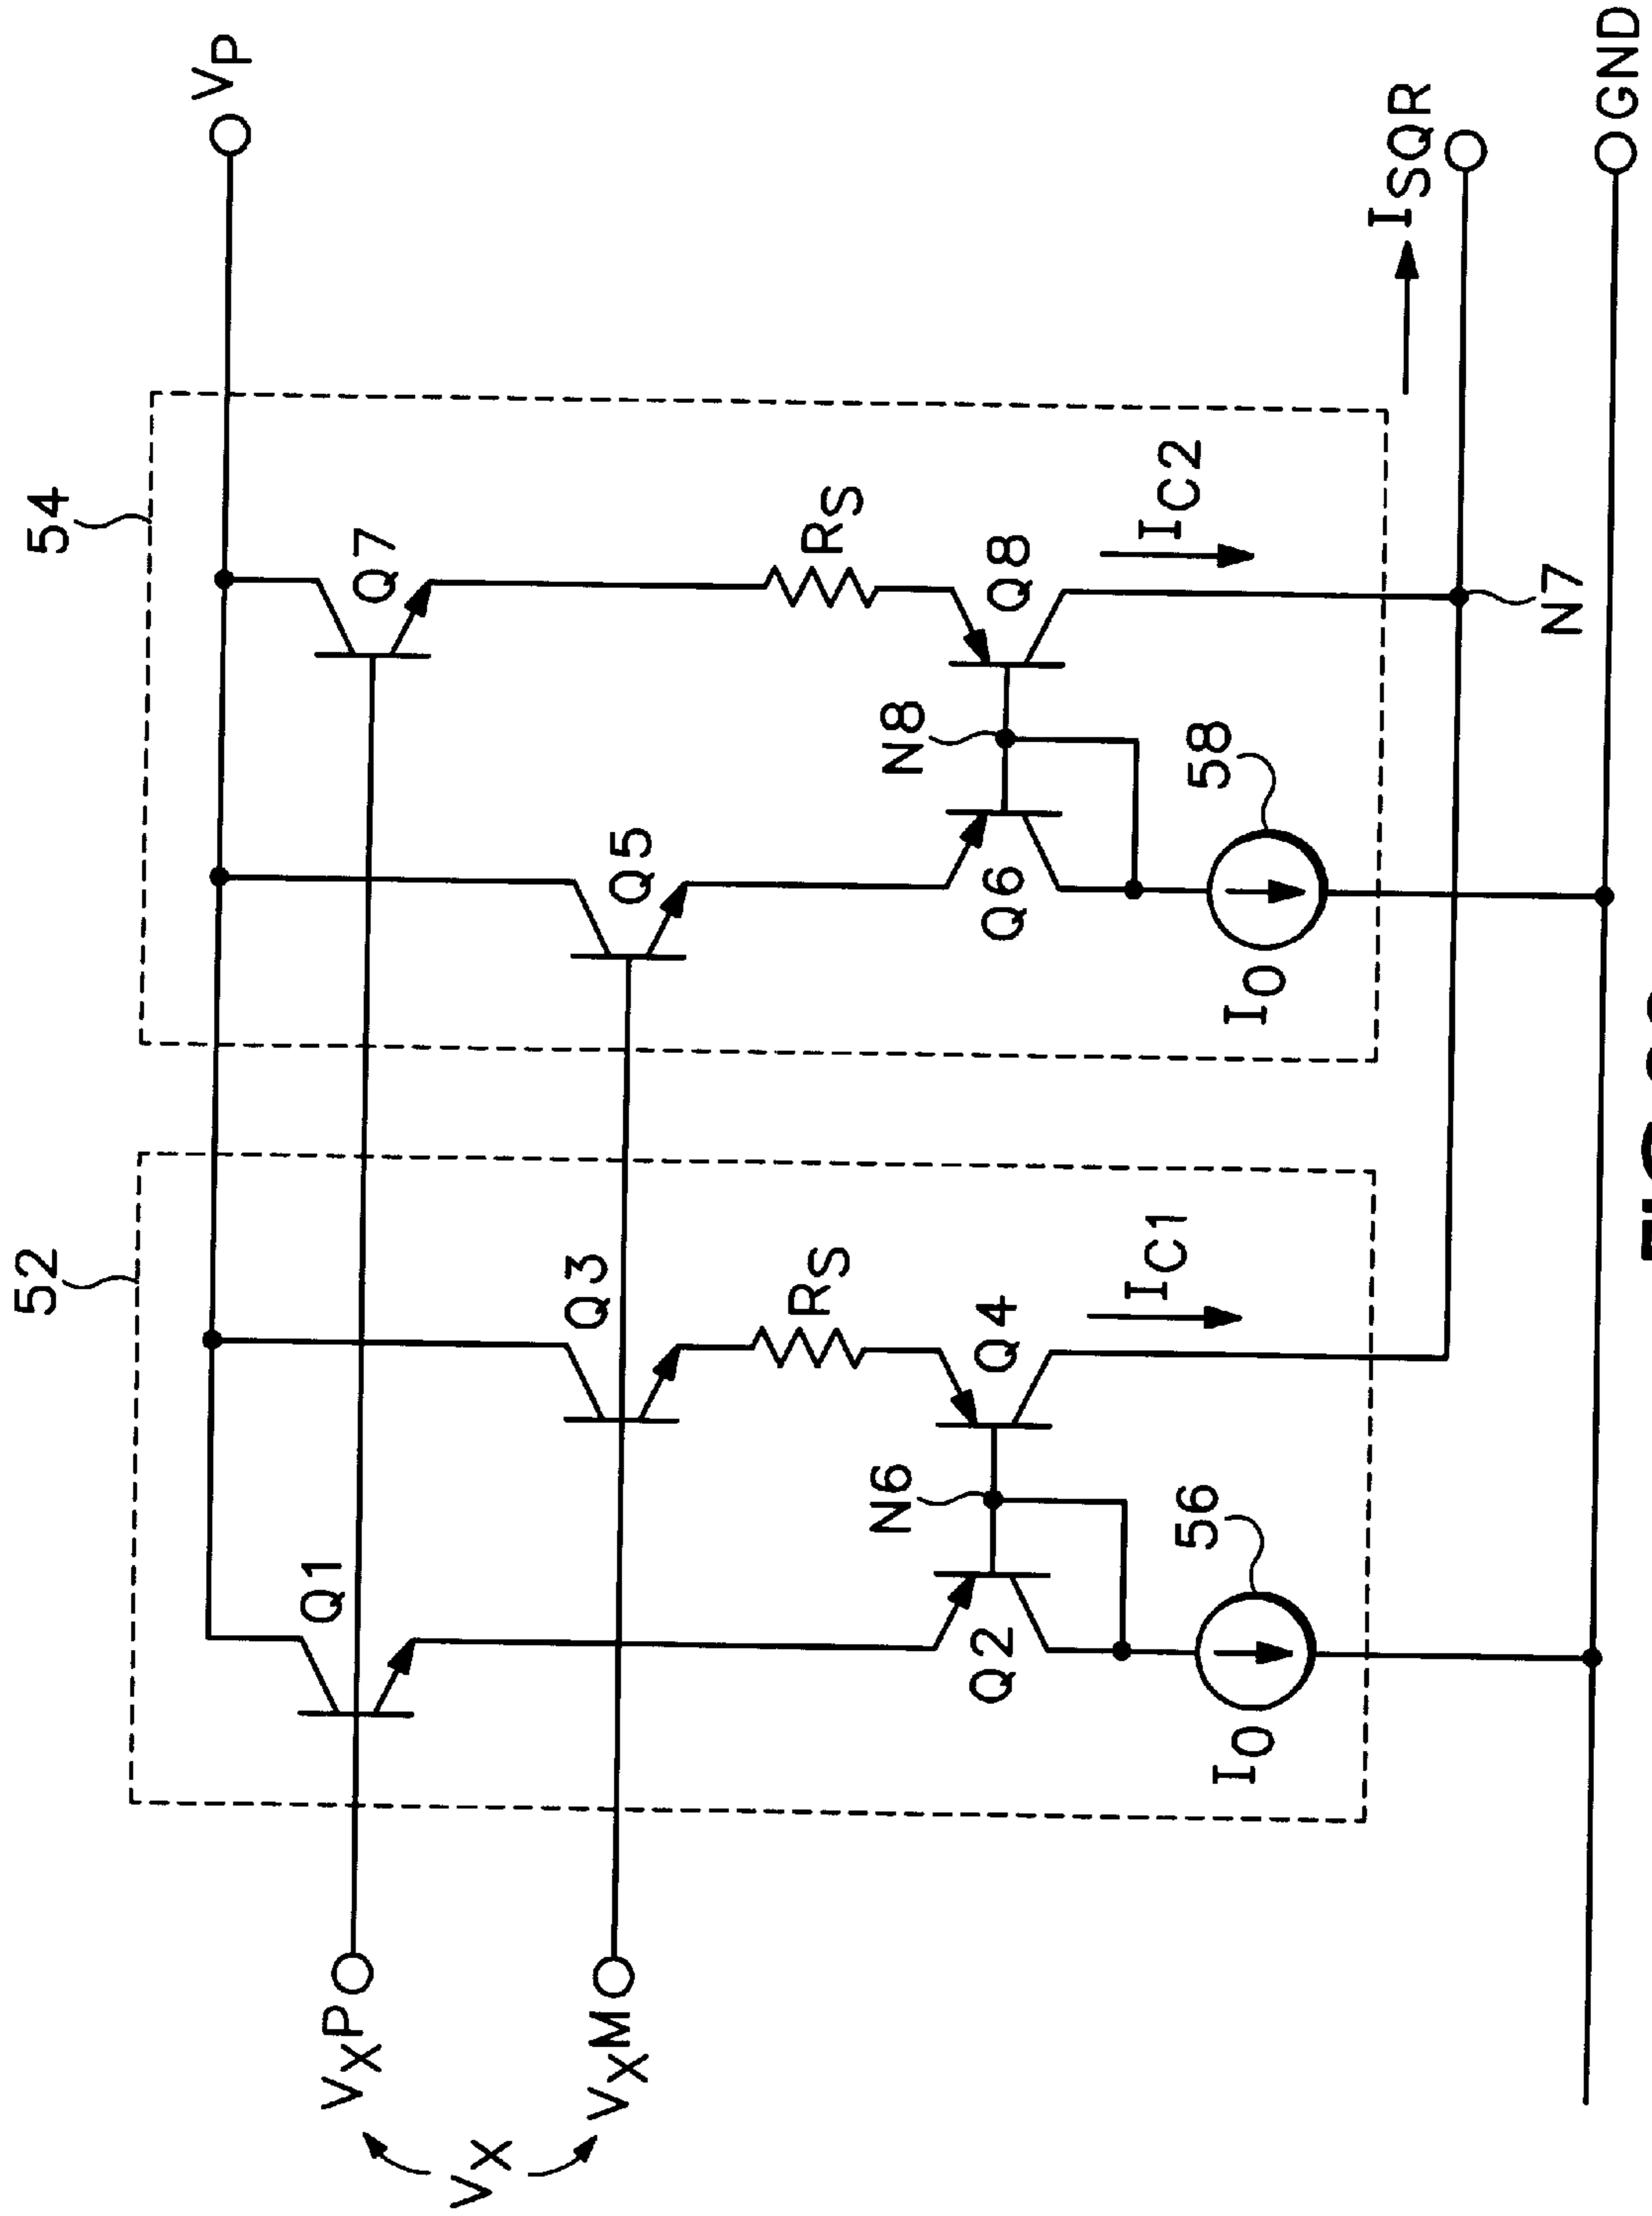 VP
52
54
Q1
Q7
VXP
Q3
Q5
VX
VXM
RS
RS
N6
N8
Q2
Q4
Q6
Q8
56
IC1
58
IC2
IO
IO
ISQR
N7
GND